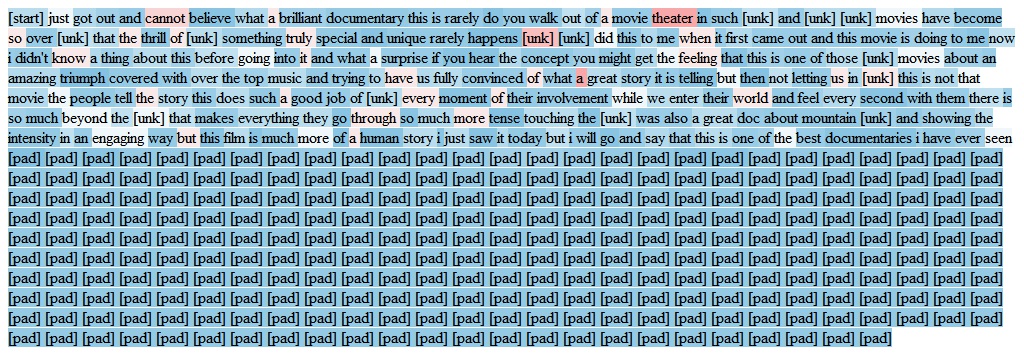 [start] just got out and cannot believe what a brilliant documentary this is rarely do you walk out of a movie theater in such [unk] and [unk] [unk] movies have become
so over [unk] that the thrill of [unk] something truly special and unique rarely happens [unk] [unk] did this to me when it first came out and this movie is doing to me now
i didn't know a thing about this before going into it and what a surprise if you hear the concept you might get the feeling that this is one of those [unk] movies about an
amazing triumph covered with over the top music and trying to have us fully convinced of what a great story it is telling but then not letting us in [unk] this is not that
movie the people tell the story this does such a good job of [unk] every moment of their involvement while we enter their world and feel every second with them there is
so much beyond the [unk] that makes everything they go through so much more tense touching the [unk] was also a great doc about mountain [unk] and showing the
intensity in an engaging way but this film is much more of a human story i just saw it today but i will go and say that this is one of the best documentaries i have ever seen
[pad] [pad] [pad] [pad] [pad] [pad] [pad] [pad] [pad] [pad] [pad] [pad] [pad] [pad] [pad] [pad] [pad] [pad] [pad] [pad] [pad] [pad] [pad] [pad] [pad] [pad] [pad]
[pad] [pad] [pad] [pad] [pad] [pad] [pad] [pad] [pad] [pad] [pad] [pad] [pad] [pad] [pad] [pad] [pad] [pad] [pad] [pad] [pad] [pad] [pad] [pad] [pad] [pad] [pad]
[pad] [pad] [pad] [pad] [pad] [pad] [pad] [pad] [pad] [pad] [pad] [pad] [pad] [pad] [pad] [pad] [pad] [pad] [pad] [pad] [pad] [pad] [pad] [pad] [pad] [pad] [pad]
[pad] [pad] [pad] [pad] [pad] [pad] [pad] [pad] [pad] [pad] [pad] [pad] [pad] [pad] [pad] [pad] [pad] [pad] [pad] [pad] [pad] [pad] [pad] [pad] [pad] [pad] [pad]
[pad] [pad] [pad] [pad] [pad] [pad] [pad] [pad] [pad] [pad] [pad] [pad] [pad] [pad] [pad] [pad] [pad] [pad] [pad] [pad] [pad] [pad] [pad] [pad] [pad] [pad] [pad]
[pad] [pad] [pad] [pad] [pad] [pad] [pad] [pad] [pad] [pad] [pad] [pad] [pad] [pad] [pad] [pad] [pad] [pad] [pad] [pad] [pad] [pad] [pad] [pad] [pad] [pad] [pad]
[pad] [pad] [pad] [pad] [pad] [pad] [pad] [pad] [pad] [pad] [pad] [pad] [pad] [pad] [pad] [pad] [pad] [pad] [pad] [pad] [pad] [pad] [pad] [pad] [pad] [pad] [pad]
[pad] [pad] [pad] [pad] [pad] [pad] [pad] [pad] [pad] [pad] [pad] [pad] [pad] [pad] [pad] [pad] [pad] [pad] [pad] [pad] [pad] [pad] [pad] [pad] [pad] [pad] [pad]
[pad] [pad] [pad] [pad] [pad] [pad] [pad] [pad] [pad] [pad] [pad] [pad] [pad] [pad] [pad] [pad] [pad] [pad] [pad] [pad] [pad] [pad] [pad] [pad] [pad] [pad] [pad]
[pad] [pad] [pad] [pad] [pad] [pad] [pad] [pad] [pad] [pad] [pad] [pad] [pad] [pad] [pad] [pad] [pad] [pad] [pad] [pad] [pad] [pad] [pad] [pad]